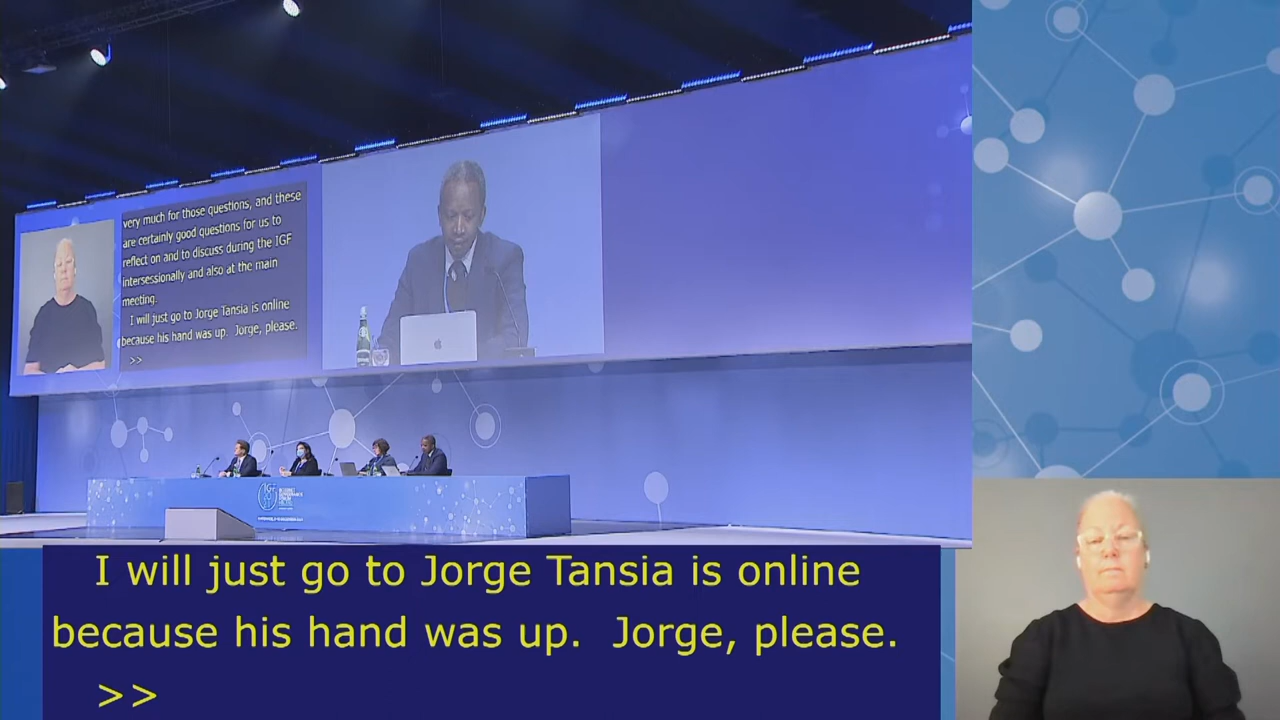 very much for those questions, and these
are certainly good questions for us to
reflect on and to discuss during the IGF
intersessionally and also at the main
meeting.
I will just go to Jorge Tansia is online
because his hand was up. Jorge, please.
>>
I will just go to Jorge Tansia is online
because his hand was up. Jorge, please.
>>